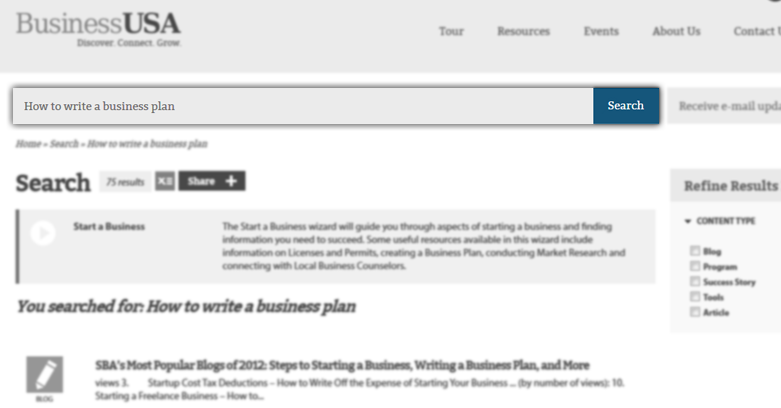 BusinessUSA
Discover. Connect. Grow.
Tour Resources Events About Us Contact
How to write a business plan Search Receive e-mail
Home » Search » How to write a business plan
Search 75 results Share +
Refine Results
Start a Business The Start a Business wizard will guide you through aspects of starting a business and finding
information you need to succeed. Some useful resources available in this wizard include
information on Licenses and Permits, creating a Business Plan, conducting Market Research and
connecting with Local Business Counselors.
CONTENT TYPE
Blog
Program
Success Story
Tools
Article
You searched for: How to write a business plan
SBA's Most Popular Blogs of 2012: Steps to Starting a Business, Writing a Business Plan, and More
BLOG
views 3. Startup Cost Tax Deductions – How to Write Off the Expense of Starting Your Business ... (by number of views): 10.
Starting a Freelance Business – How to...